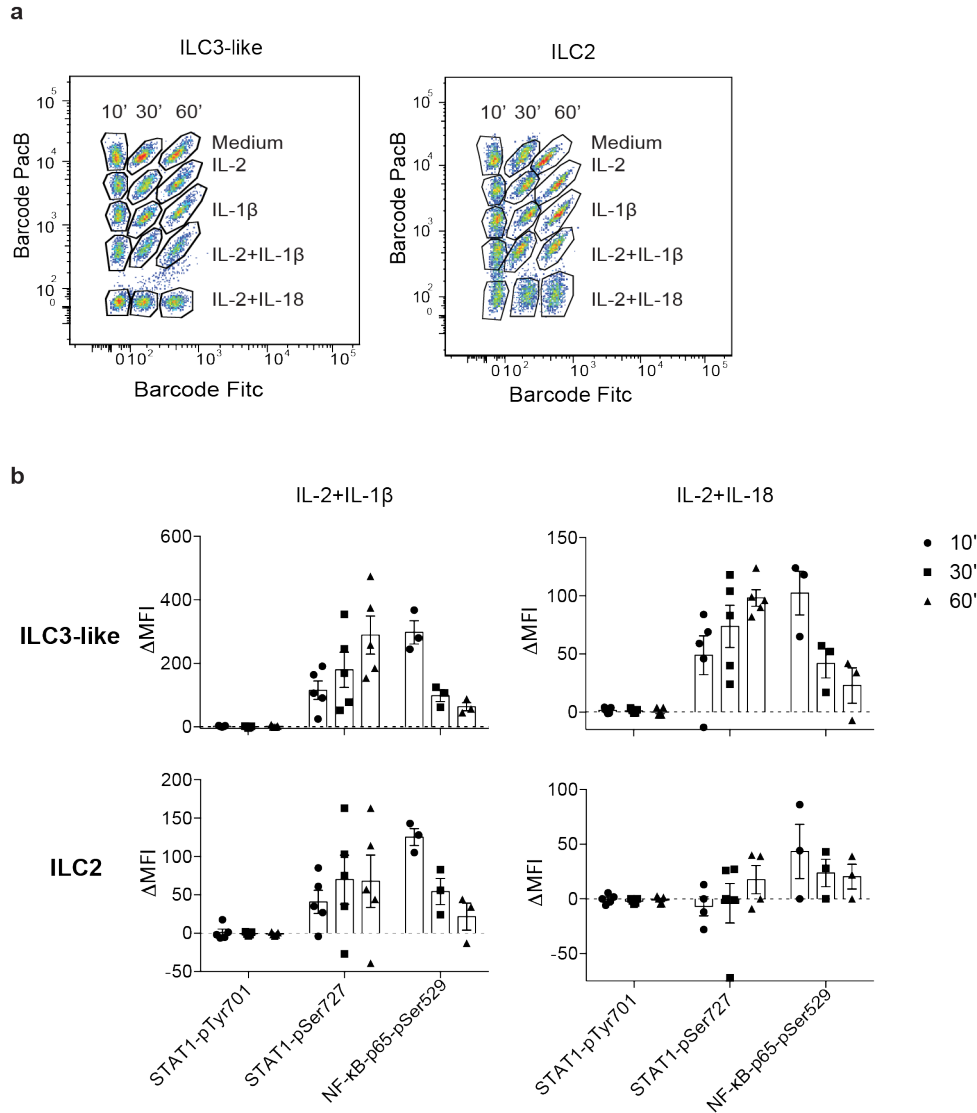 a
ILC3-like
ILC2
Barcode PacB
10⁵
10⁴
10³
10²
0
10' 30' 60'
Medium
IL-2
IL-1β
IL-2+IL-1β
IL-2+IL-18
0 10² 10³ 10⁴ 10⁵
Barcode Fitc
Barcode PacB
10⁵
10⁴
10³
10²
0
10' 30' 60'
Medium
IL-2
IL-1β
IL-2+IL-1β
IL-2+IL-18
0 10² 10³ 10⁴ 10⁵
Barcode Fitc
b
IL-2+IL-1β
IL-2+IL-18
ILC3-like
ΔMFI
600
400
200
0
ΔMFI
150
100
50
0
10'
30'
60'
ILC2
ΔMFI
200
150
100
50
0
-50
STAT1-pTyr701
STAT1-pSer727
NF-κB-p65-pSer529
ΔMFI
100
50
0
-50
STAT1-pTyr701
STAT1-pSer727
NF-κB-p65-pSer529